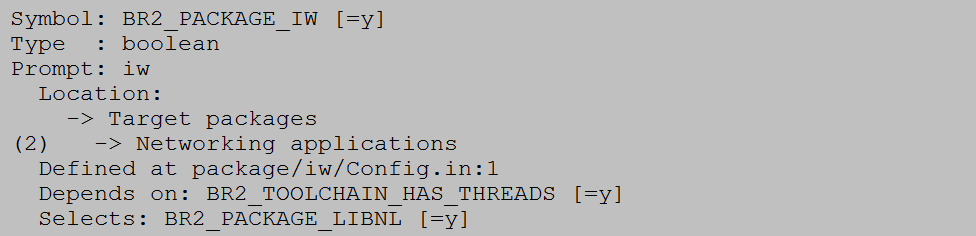 Symbol: BR2_PACKAGE_IW [=y]
Type  : boolean
Prompt: iw
  Location:
    -> Target packages
(2)   -> Networking applications
  Defined at package/iw/Config.in:1
  Depends on: BR2_TOOLCHAIN_HAS_THREADS [=y]
  Selects: BR2_PACKAGE_LIBNL [=y]